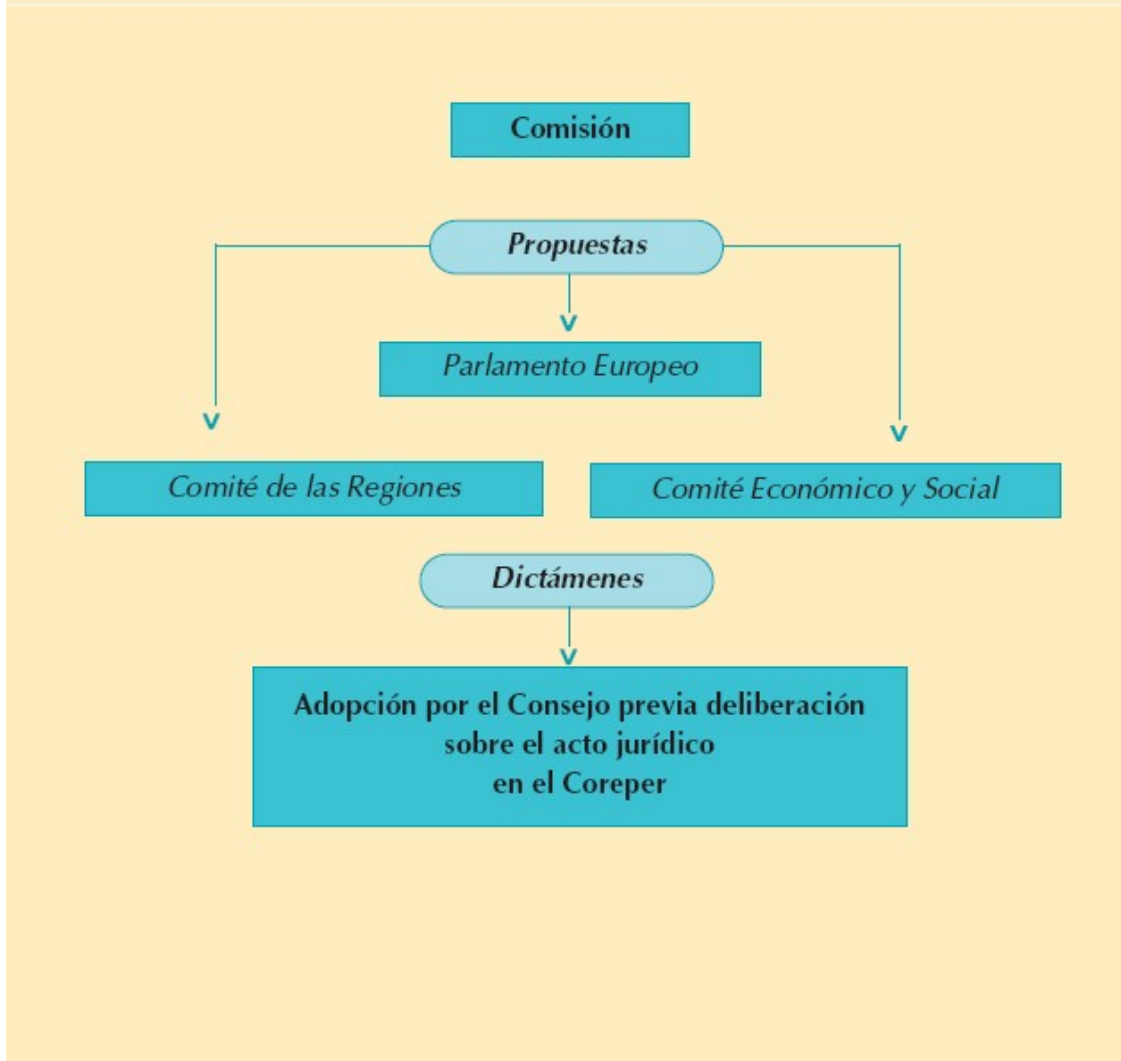 Comisión
Propuestas
Parlamento Europeo
Comité de las Regiones
Comité Económico y Social
Dictámenes
Adopción por el Consejo previa deliberación
sobre el acto jurídico
en el Coreper